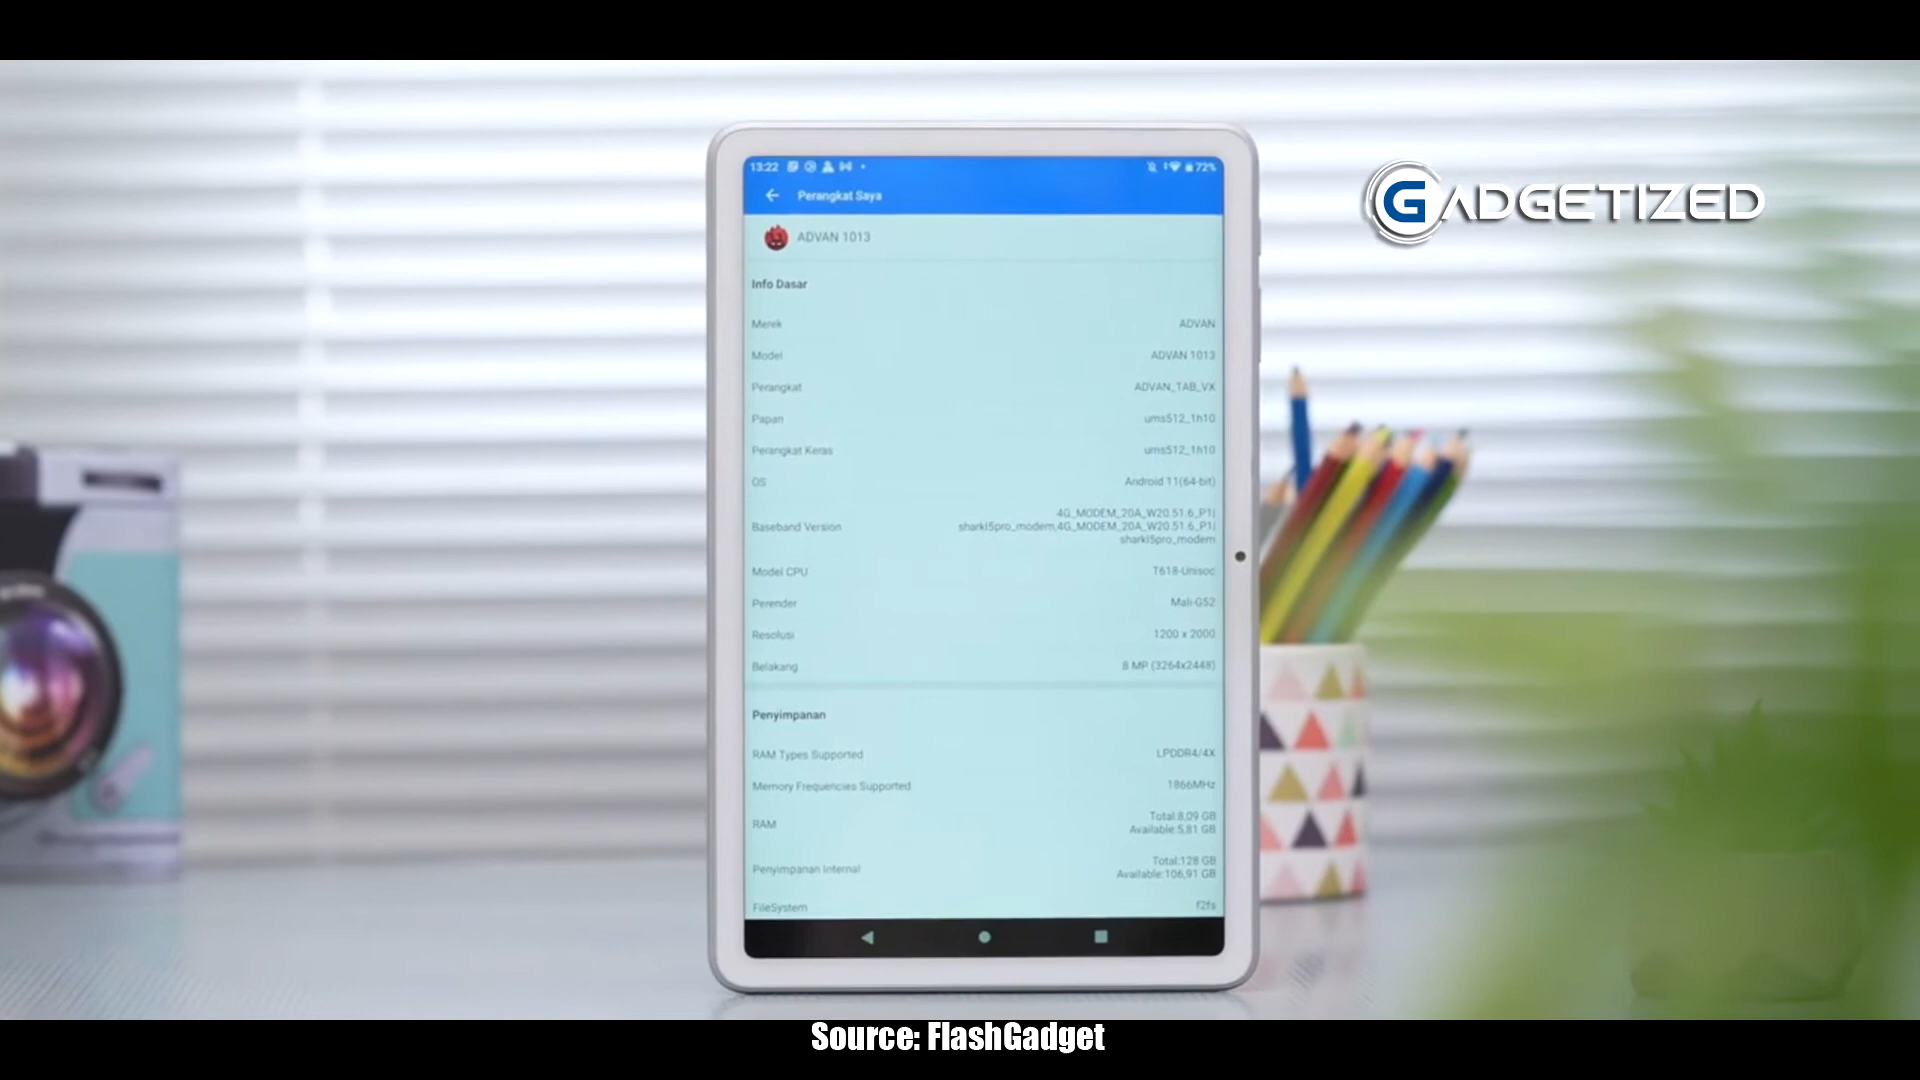 13:22
72%
Perangkat Saya
GADGETIZED
ADVAN 1013
Info Dasar
Merek ADVAN
Model ADVAN 1013
Perangkat ADVAN_TAB_VX
Papan ums512_1h10
Perangkat Keras ums512_1h10
OS Android 11(64-bit)
4G_MODEM_20A_W20.51.6_P1|
Baseband Version sharkl5pro_modem,4G_MODEM_20A_W20.51.6_P1|
sharkl5pro_modem
Model CPU T618-Unisoc
Perender Mali-G52
Resolusi 1200 x 2000
Belakang 8 MP (3264x2448)
Penyimpanan
RAM Types Supported LPDDR4/4X
Memory Frequencies Supported 1866MHz
RAM Total:8,09 GB
Available:5,81 GB
Penyimpanan Internal Total:128 GB
Available:106,91 GB
FileSystem f2fs
Source: FlashGadget